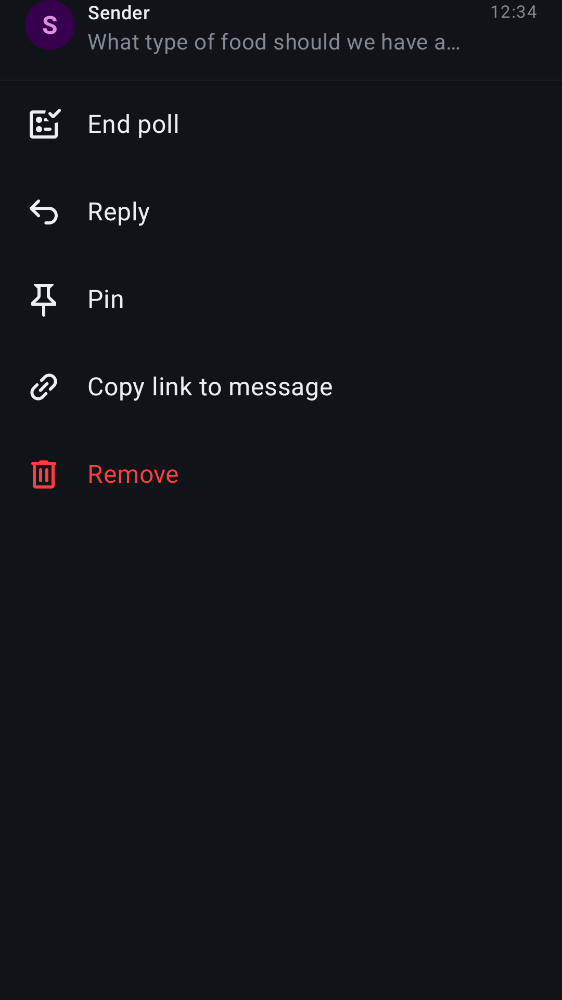 S
Sender
12:34
What type of food should we have a…
End poll
Reply
Pin
Copy link to message
Remove